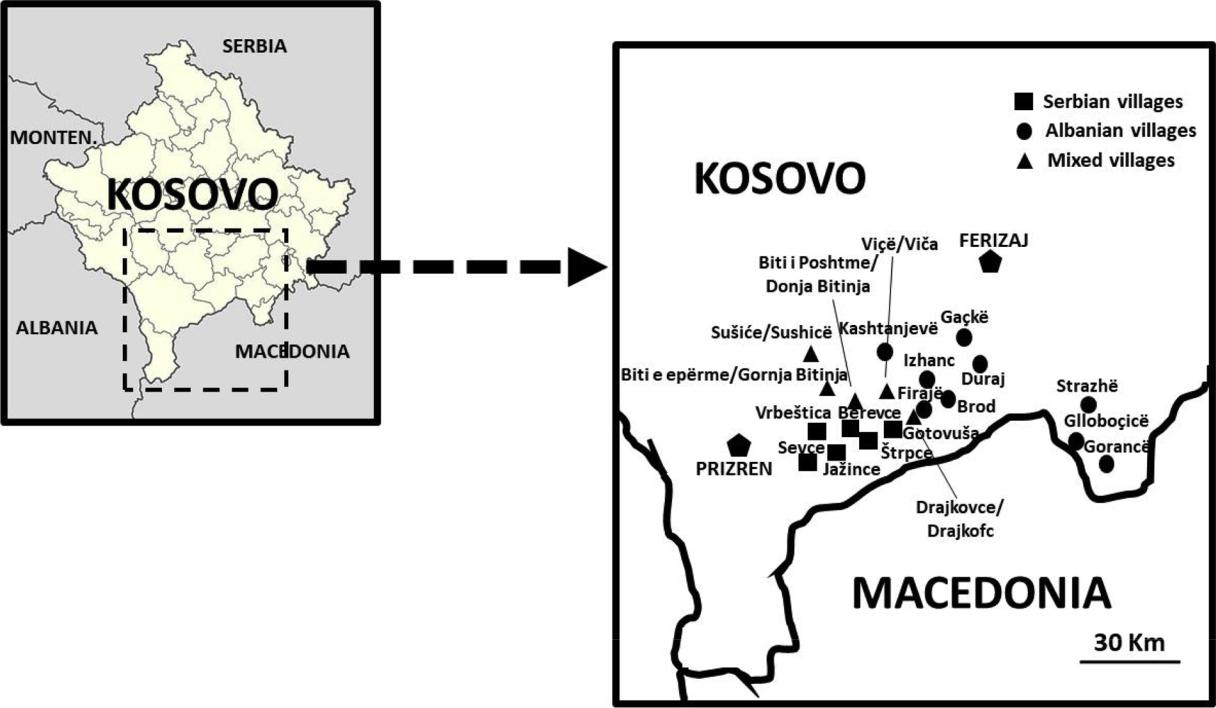 SERBIA
MONTEN.
KOSOVO
ALBANIA
MACEDONIA
Serbian villages
Albanian villages
Mixed villages
KOSOVO
Viçë/Viča
FERIZAJ
Biti i Poshtme/
Donja Bitinja
Gaçkë
Sušiće/Sushicë
Kashtanjevë
Izhanc
Biti e epërme/Gornja Bitinja
Duraj
Strazhë
Firajë
Brod
Vrbeštica
Berevce
Glloboçicë
Gotovuša
Sevce
Štrpce
Gorancë
PRIZREN
Jažince
Drajkovce/
Drajkofc
MACEDONIA
30 Km